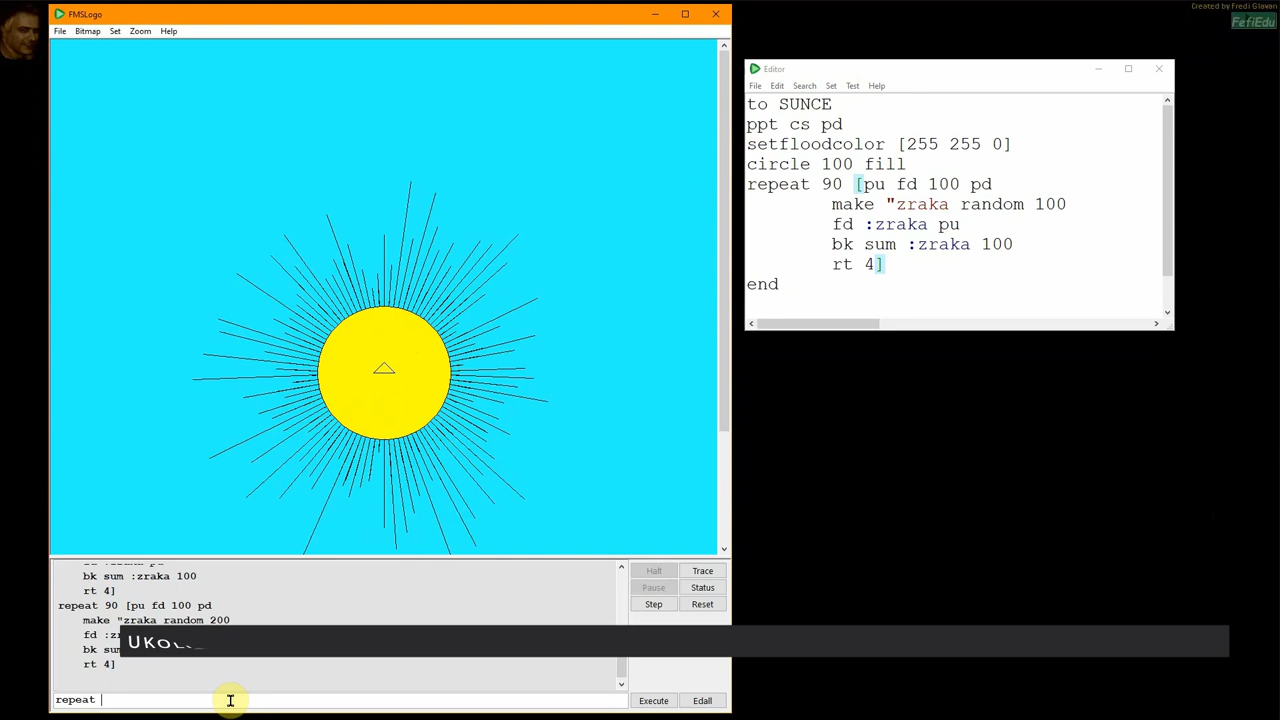 Created by Fredi Glavan
FefiEdu
FMSLogo
File Bitmap Set Zoom Help
Editor
File Edit Search Set Test Help
to SUNCE
ppt cs pd
setfloodcolor [255 255 0]
circle 100 fill
repeat 90 [pu fd 100 pd
make "zraka random 100
fd :zraka pu
bk sum :zraka 100
rt 4]
end
bk sum :zraka 100
rt 4]
repeat 90 [pu fd 100 pd
make "zraka random 200
fd :z
bk su
rt 4]
repeat
Halt Trace
Pause Status
Step Reset
Execute Edall